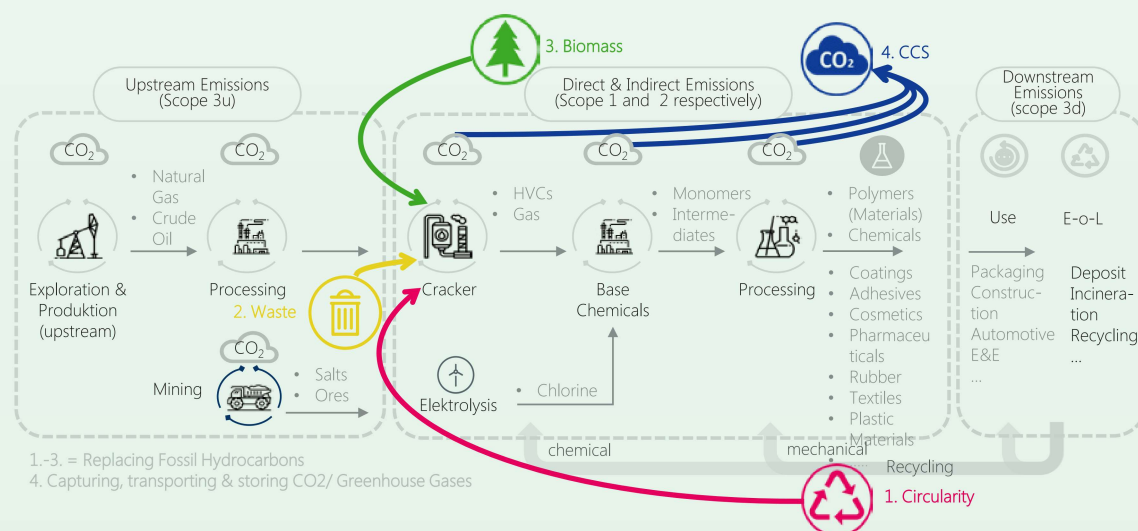 3. Biomass
4. CCS
CO₂
Upstream Emissions
(Scope 3u)
Direct & Indirect Emissions
(Scope 1 and 2 respectively)
Downstream
Emissions
(scope 3d)
CO₂
CO₂
CO₂
CO₂
CO₂
• Natural
Gas
• Crude
Oil
• HVCs
• Gas
• Monomers
• Interme-
diates
• Polymers
(Materials)
• Chemicals
Use
E-o-L
Exploration &
Produktion
(upstream)
Processing
2. Waste
Cracker
Base
Chemicals
Processing
• Coatings
• Adhesives
• Cosmetics
• Pharmaceu
ticals
• Rubber
• Textiles
• Plastic
Materials
• .....
Packaging
Construc-
tion
Automotive
E&E
...
Deposit
Incinera-
tion
Recycling
...
CO₂
Mining
• Salts
• Ores
Elektrolysis
• Chlorine
chemical
mechanical
Recycling
1. Circularity
1.-3. = Replacing Fossil Hydrocarbons
4. Capturing, transporting & storing CO2/ Greenhouse Gases